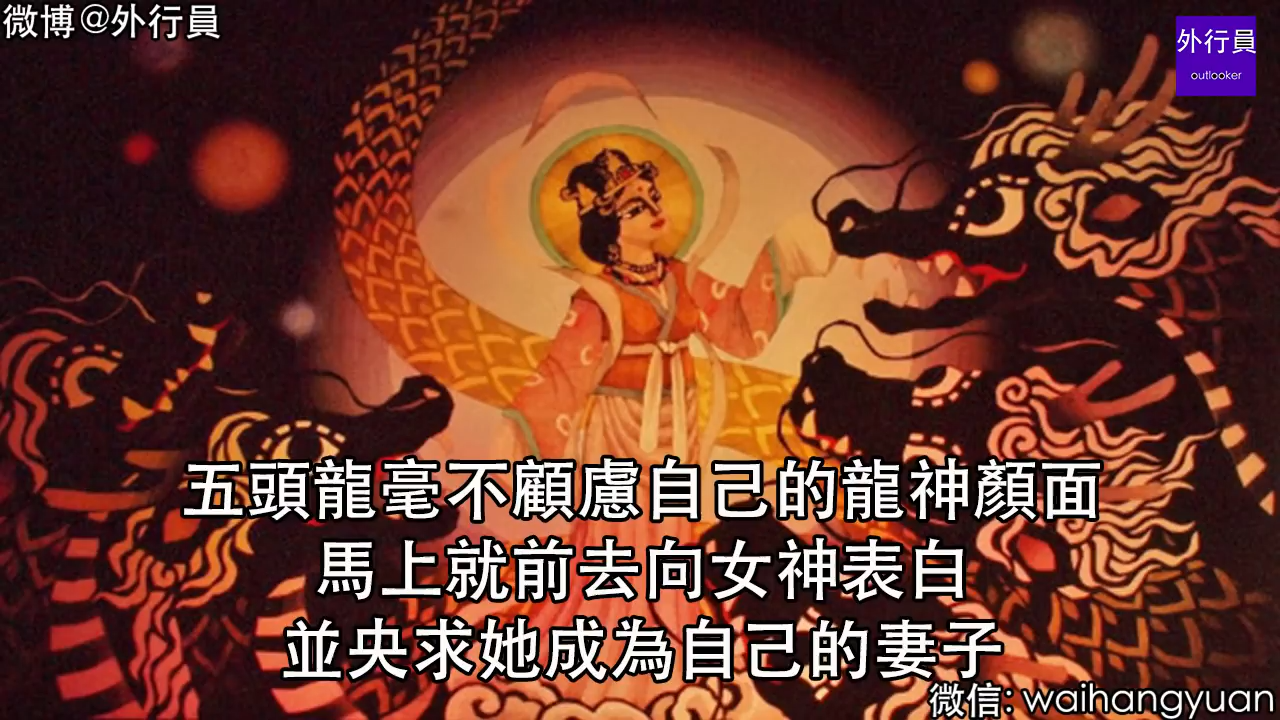 微博@外行員
外行員
outlooker
五頭龍毫不顧慮自己的龍神顏面
馬上就前去向女神表白
並央求她成為自己的妻子
微信: waihangyuan